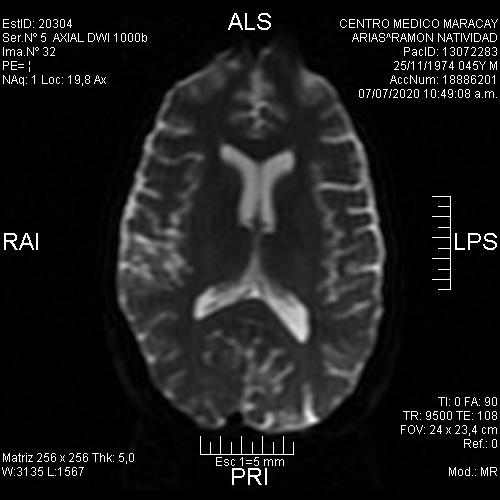 EstID: 20304
Ser.Nº 5 AXIAL DWI 1000b
Ima.Nº 32
PE= ¦
NAq: 1 Loc: 19,8 Ax
ALS
CENTRO MEDICO MARACAY
ARIAS^RAMON NATIVIDAD
PacID: 13072283
25/11/1974 045Y M
AccNum: 18886201
07/07/2020 10:49:08 a.m.
RAI
LPS
TI: 0 FA: 90
TR: 9500 TE: 108
FOV: 24 x 23,4 cm
Ref.: 0
Matriz 256 x 256 Thk: 5,0
W:3135 L:1567
Esc 1=5 mm
PRI
Mod.: MR